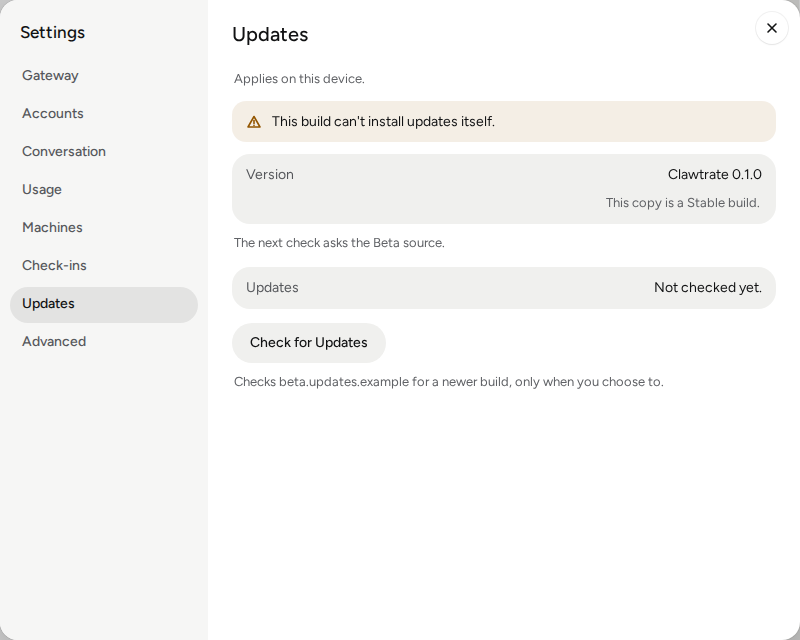 Settings
Gateway
Accounts
Conversation
Usage
Machines
Check-ins
Updates
Advanced
Updates
Applies on this device.
This build can't install updates itself.
Version
Clawtrate 0.1.0
This copy is a Stable build.
The next check asks the Beta source.
Updates
Not checked yet.
Check for Updates
Checks beta.updates.example for a newer build, only when you choose to.